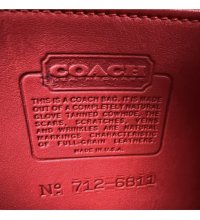 COACH
LEATHERWARE
THIS IS A COACH BAG. IT IS MADE
OUT OF A COMPLETELY NATURAL
GLOVE TANNED COWHIDE. THE
SCARS, SCRATCHES, VEINS
AND WRINKLES ARE NATURAL
MARKINGS CHARACTERISTIC
OF FULL-GRAIN LEATHERS.
MADE IN U.S.A.
No 712-6811